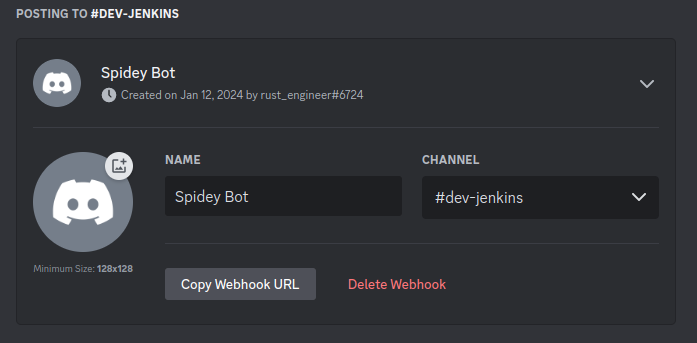 POSTING TO #DEV-JENKINS
Spidey Bot
Created on Jan 12, 2024 by rust_engineer#6724
NAME
CHANNEL
Spidey Bot
#dev-jenkins
Minimum Size: 128x128
Copy Webhook URL
Delete Webhook